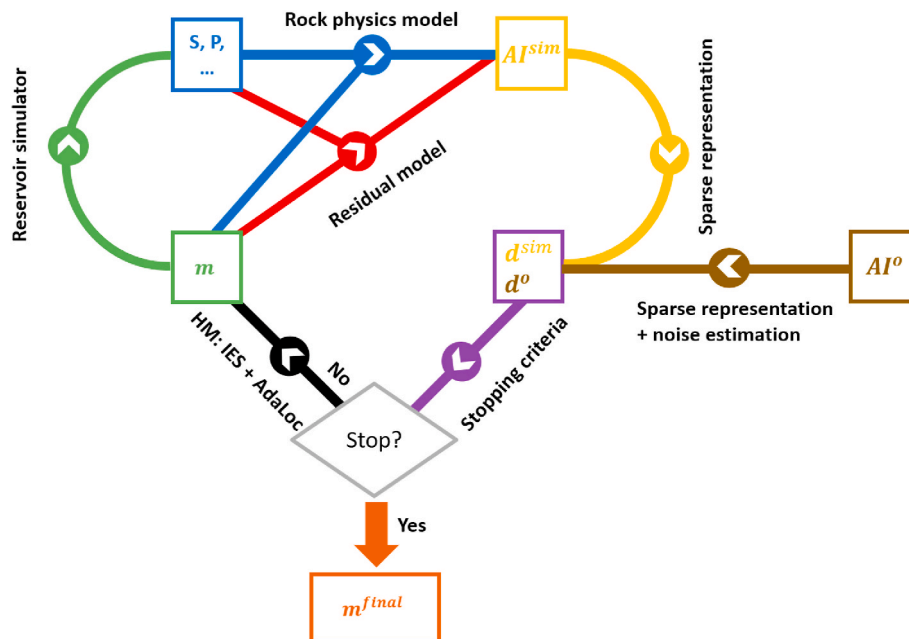 Rock physics model
S, P,
...
AI^sim
Reservoir simulator
Residual model
Sparse representation
m
d^sim
d^o
AI^o
Sparse representation
+ noise estimation
HM: IES + AdaLoc
No
Stopping criteria
Stop?
Yes
m^final